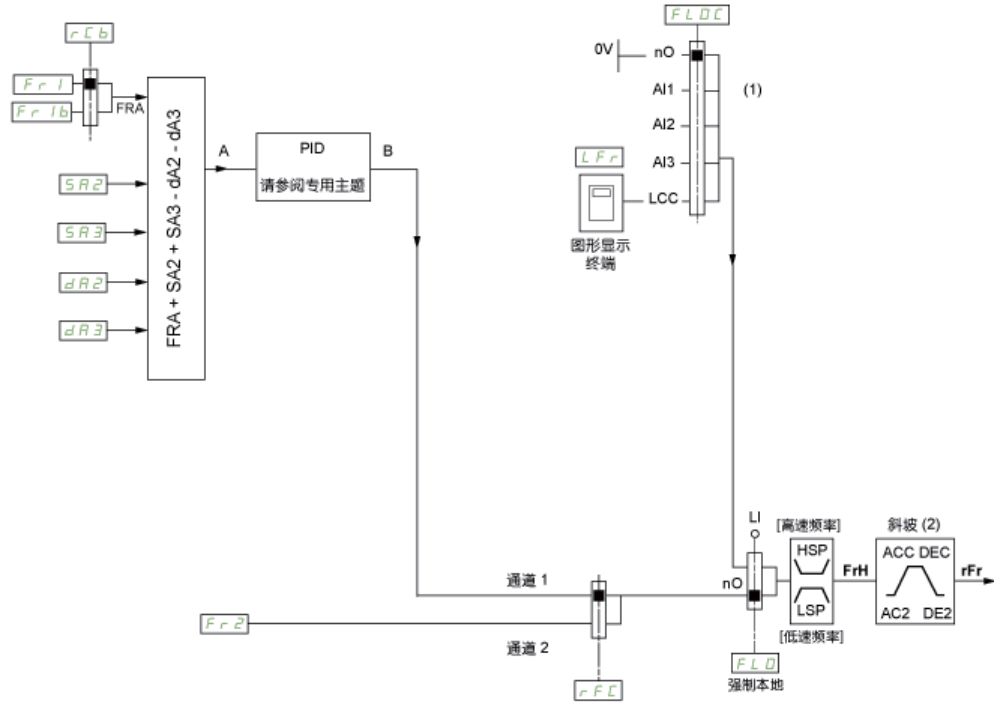 rCb
FLOC
0V
nO
Fr1
Fr1b
FRA
AI1
(1)
AI2
A
PID
B
请参阅专用主题
LFr
AI3
LCC
SA2
SA3
dA2
dA3
FRA + SA2 + SA3 - dA2 - dA3
图形显示
终端
LI
[高速频率]
斜坡 (2)
HSP
ACC DEC
FrH
rFr
通道 1
nO
LSP
AC2 DE2
Fr2
[低速频率]
通道 2
FLO
强制本地
rFC